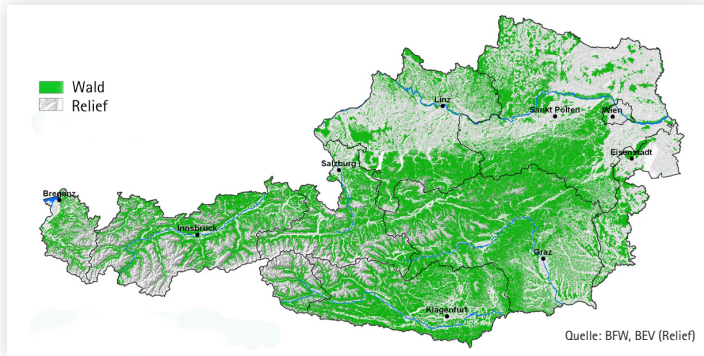 Wald
Relief
Linz
Sankt Pölten
Wien
Eisenstadt
Salzburg
Bregenz
Innsbruck
Graz
Klagenfurt
Quelle: BFW, BEV (Relief)